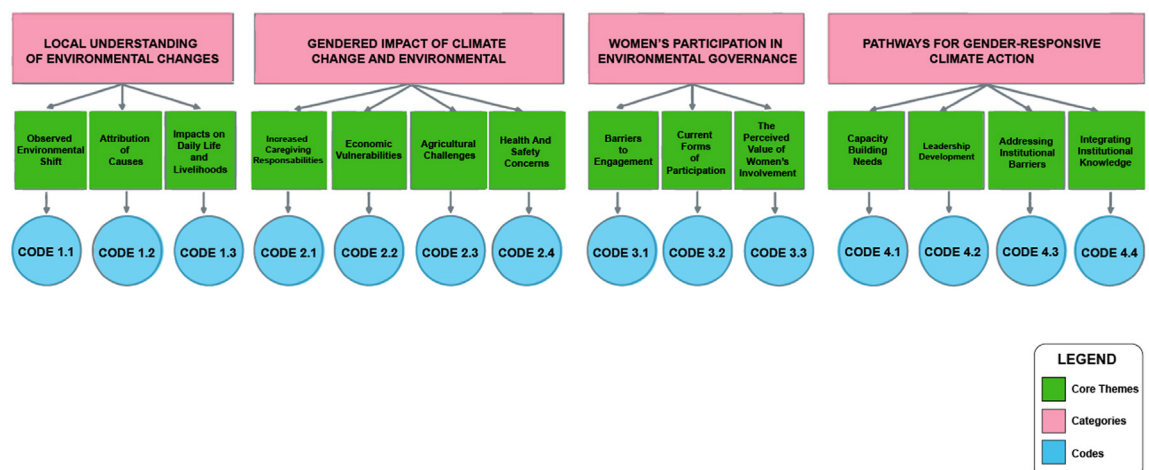 LOCAL UNDERSTANDING
OF ENVIRONMENTAL CHANGES
GENDERED IMPACT OF CLIMATE
CHANGE AND ENVIRONMENTAL
WOMEN'S PARTICIPATION IN
ENVIRONMENTAL GOVERNANCE
PATHWAYS FOR GENDER-RESPONSIVE
CLIMATE ACTION
Observed
Environmental
Shift
Attribution
of
Causes
Impacts on
Daily Life
and
Livelihoods
Increased
Caregiving
Responsabilities
Economic
Vulnerabilities
Agricultural
Challenges
Health And
Safety
Concerns
Barriers
to
Engagement
Current
Forms
of
Participation
The
Perceived
Value of
Women's
Involvement
Capacity
Building
Needs
Leadership
Development
Addressing
Institutional
Barriers
Integrating
Institutional
Knowledge
CODE 1.1
CODE 1.2
CODE 1.3
CODE 2.1
CODE 2.2
CODE 2.3
CODE 2.4
CODE 3.1
CODE 3.2
CODE 3.3
CODE 4.1
CODE 4.2
CODE 4.3
CODE 4.4
LEGEND
Core Themes
Categories
Codes